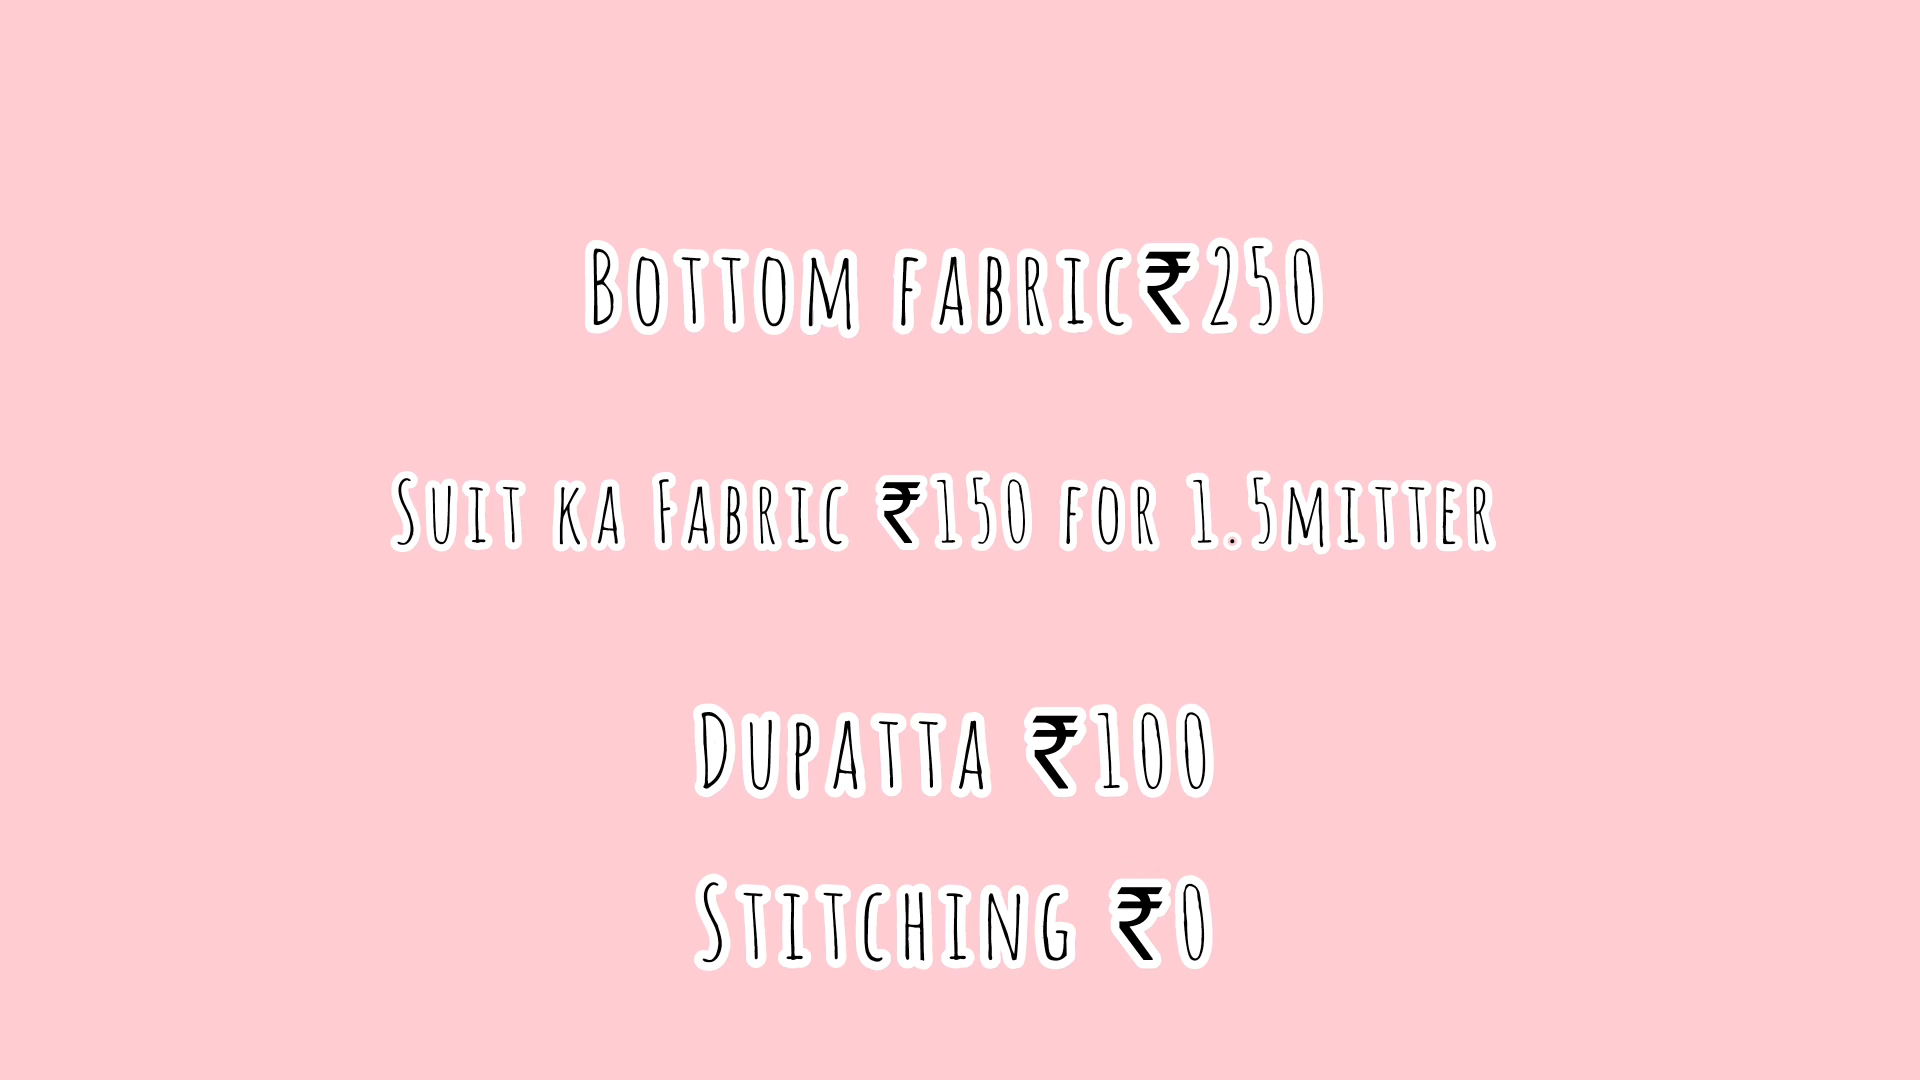 Bottom fabric₹250
Suit ka Fabric ₹150 for 1.5mitter
Dupatta ₹100
Stitching ₹0